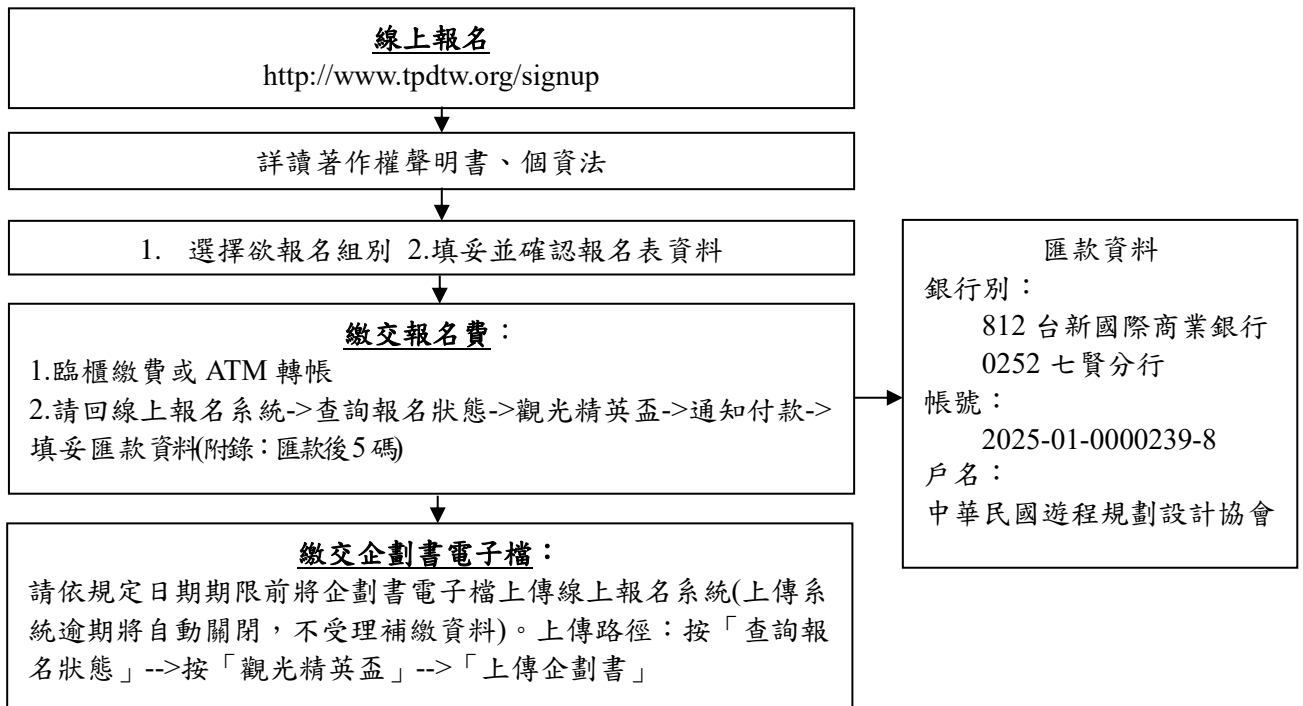 線上報名
http://www.tpdtw.org/signup
詳讀著作權聲明書、個資法
1. 選擇欲報名組別 2.填妥並確認報名表資料
繳交報名費：
1.臨櫃繳費或 ATM 轉帳
2.請回線上報名系統->查詢報名狀態->觀光精英盃->通知付款->
填妥匯款資料(附錄：匯款後5碼)
匯款資料
銀行別：
812 台新國際商業銀行
0252 七賢分行
帳號：
2025-01-0000239-8
戶名：
中華民國遊程規劃設計協會
繳交企劃書電子檔：
請依規定日期期限前將企劃書電子檔上傳線上報名系統(上傳系
統逾期將自動關閉，不受理補繳資料)。上傳路徑：按「查詢報
名狀態」-->按「觀光精英盃」-->「上傳企劃書」